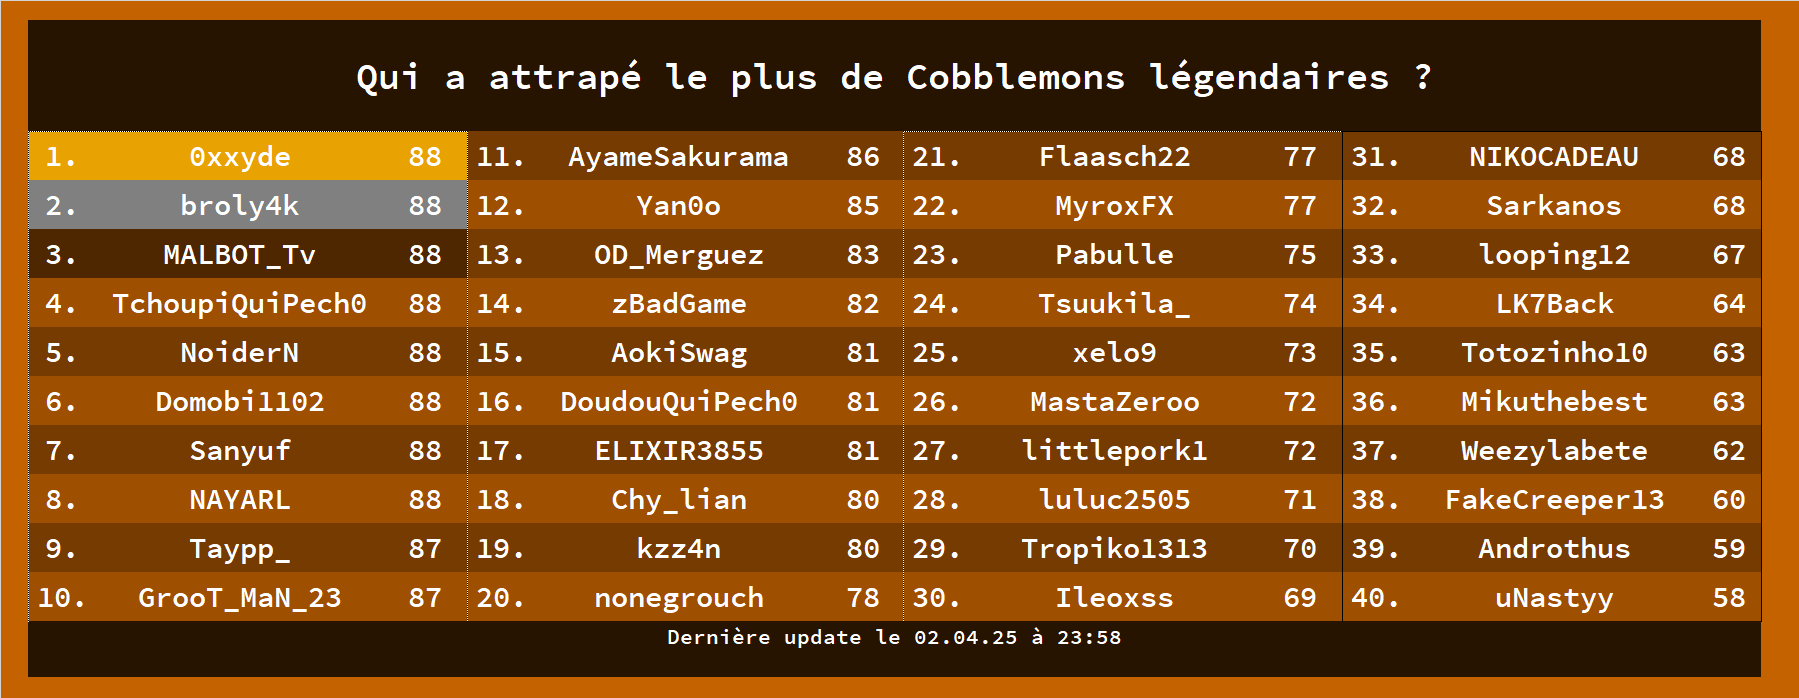 Qui a attrapé le plus de Cobblemons légendaires ?
1. 0xxyde 88 11. AyameSakurama 86 21. Flaasch22 77 31. NIKOCADEAU 68
2. broly4k 88 12. Yan0o 85 22. MyroxFX 77 32. Sarkanos 68
3. MALBOT_Tv 88 13. OD_Merguez 83 23. Pabulle 75 33. looping12 67
4. TchoupiQuiPech0 88 14. zBadGame 82 24. Tsuukila_ 74 34. LK7Back 64
5. NoiderN 88 15. AokiSwag 81 25. xelo9 73 35. Totozinho10 63
6. Domobi1102 88 16. DoudouQuiPech0 81 26. MastaZeroo 72 36. Mikuthebest 63
7. Sanyuf 88 17. ELIXIR3855 81 27. littlepork1 72 37. Weezylabete 62
8. NAYARL 88 18. Chy_lian 80 28. luluc2505 71 38. FakeCreeper13 60
9. Taypp_ 87 19. kzz4n 80 29. Tropiko1313 70 39. Androthus 59
10. GrooT_MaN_23 87 20. nonegrouch 78 30. Ileoxss 69 40. uNastyy 58
Dernière update le 02.04.25 à 23:58